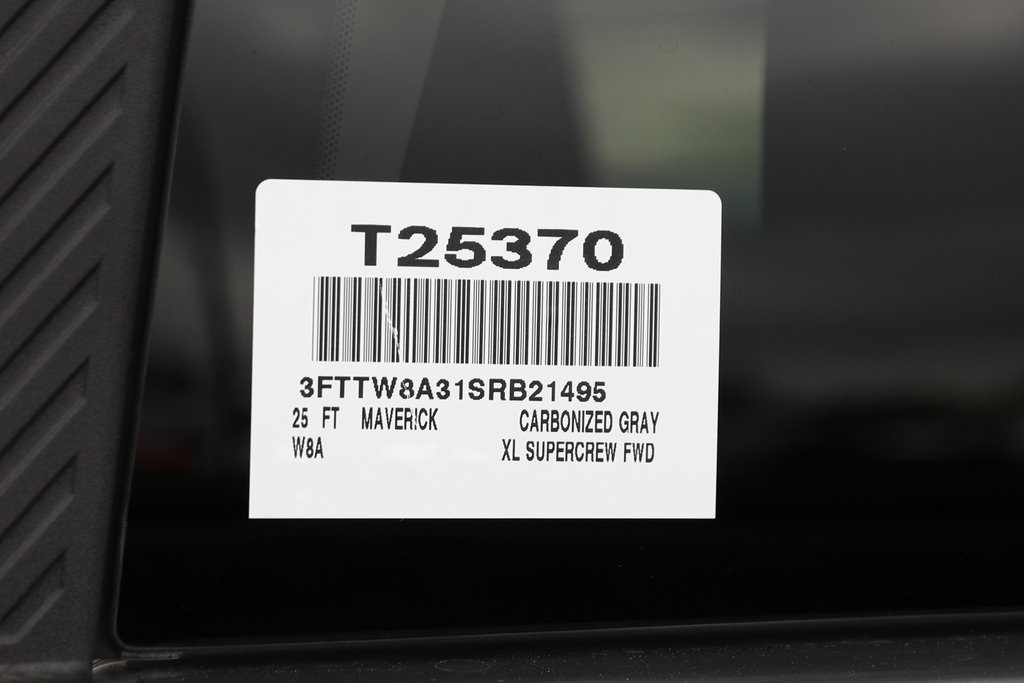 T25370
3FTTW8A31SRB21495
25 FT MAVERICK CARBONIZED GRAY
W8A XL SUPERCREW FWD